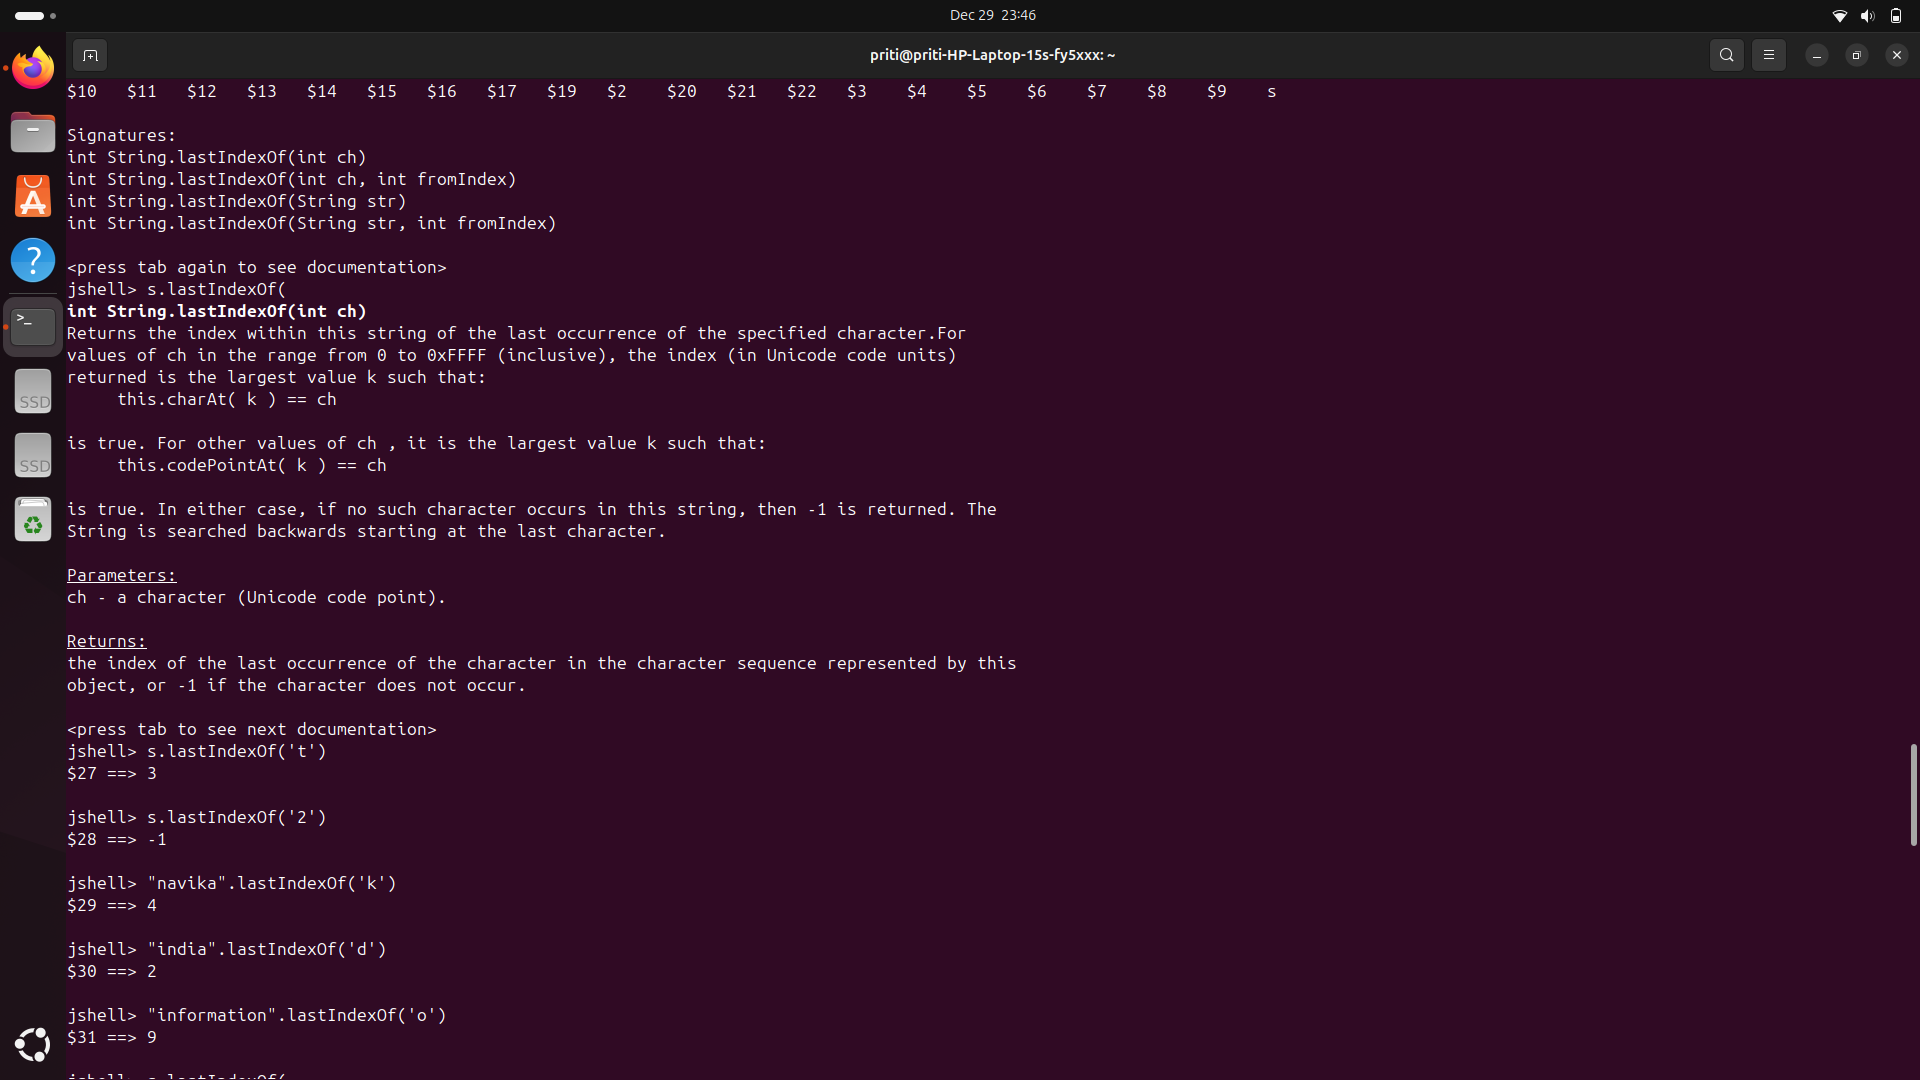 Dec 29 23:46
priti@priti-HP-Laptop-15s-fy5xxx: ~
$10 $11 $12 $13 $14 $15 $16 $17 $19 $2 $20 $21 $22 $3 $4 $5 $6 $7 $8 $9 s
Signatures:
int String.lastIndexOf(int ch)
int String.lastIndexOf(int ch, int fromIndex)
int String.lastIndexOf(String str)
int String.lastIndexOf(String str, int fromIndex)
<press tab again to see documentation>
jshell> s.lastIndexOf(
int String.lastIndexOf(int ch)
Returns the index within this string of the last occurrence of the specified character.For
values of ch in the range from 0 to 0xFFFF (inclusive), the index (in Unicode code units)
returned is the largest value k such that:
this.charAt( k ) == ch
is true. For other values of ch , it is the largest value k such that:
this.codePointAt( k ) == ch
is true. In either case, if no such character occurs in this string, then -1 is returned. The
String is searched backwards starting at the last character.
Parameters:
ch - a character (Unicode code point).
Returns:
the index of the last occurrence of the character in the character sequence represented by this
object, or -1 if the character does not occur.
<press tab to see next documentation>
jshell> s.lastIndexOf('t')
$27 ==> 3
jshell> s.lastIndexOf('2')
$28 ==> -1
jshell> "navika".lastIndexOf('k')
$29 ==> 4
jshell> "india".lastIndexOf('d')
$30 ==> 2
jshell> "information".lastIndexOf('o')
$31 ==> 9
jshell> s.lastIndexOf(
SSD
SSD